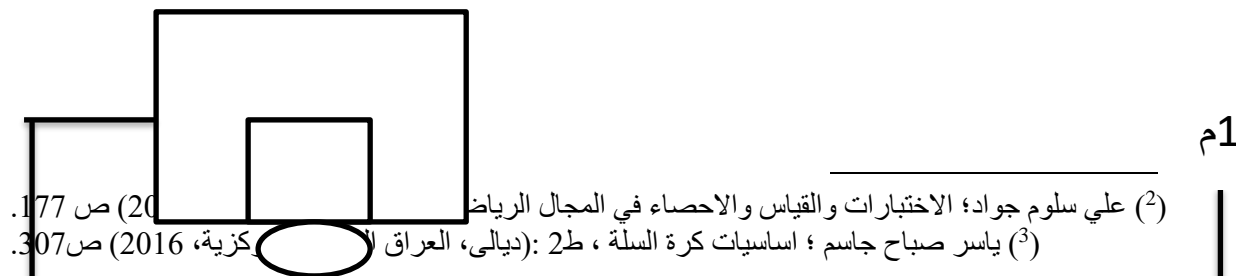 1م
(2) علي سلوم جواد؛ الاختبارات والقياس والاحصاء في المجال الرياض 20) ص 177.
(3) ياسر صباح جاسم ؛ اساسيات كرة السلة ، ط2 :(ديالى، العراق كزية، 2016) ص307.